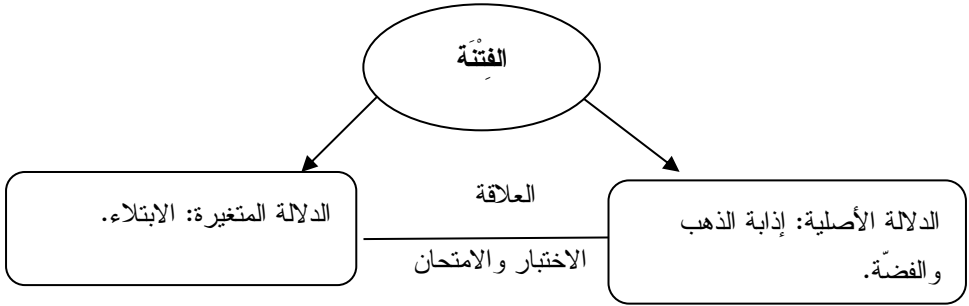 الفِتْنَة
العلاقة
الدلالة الأصلية: إذابة الذهب
والفضّة.
الدلالة المتغيرة: الابتلاء.
الاختبار والامتحان